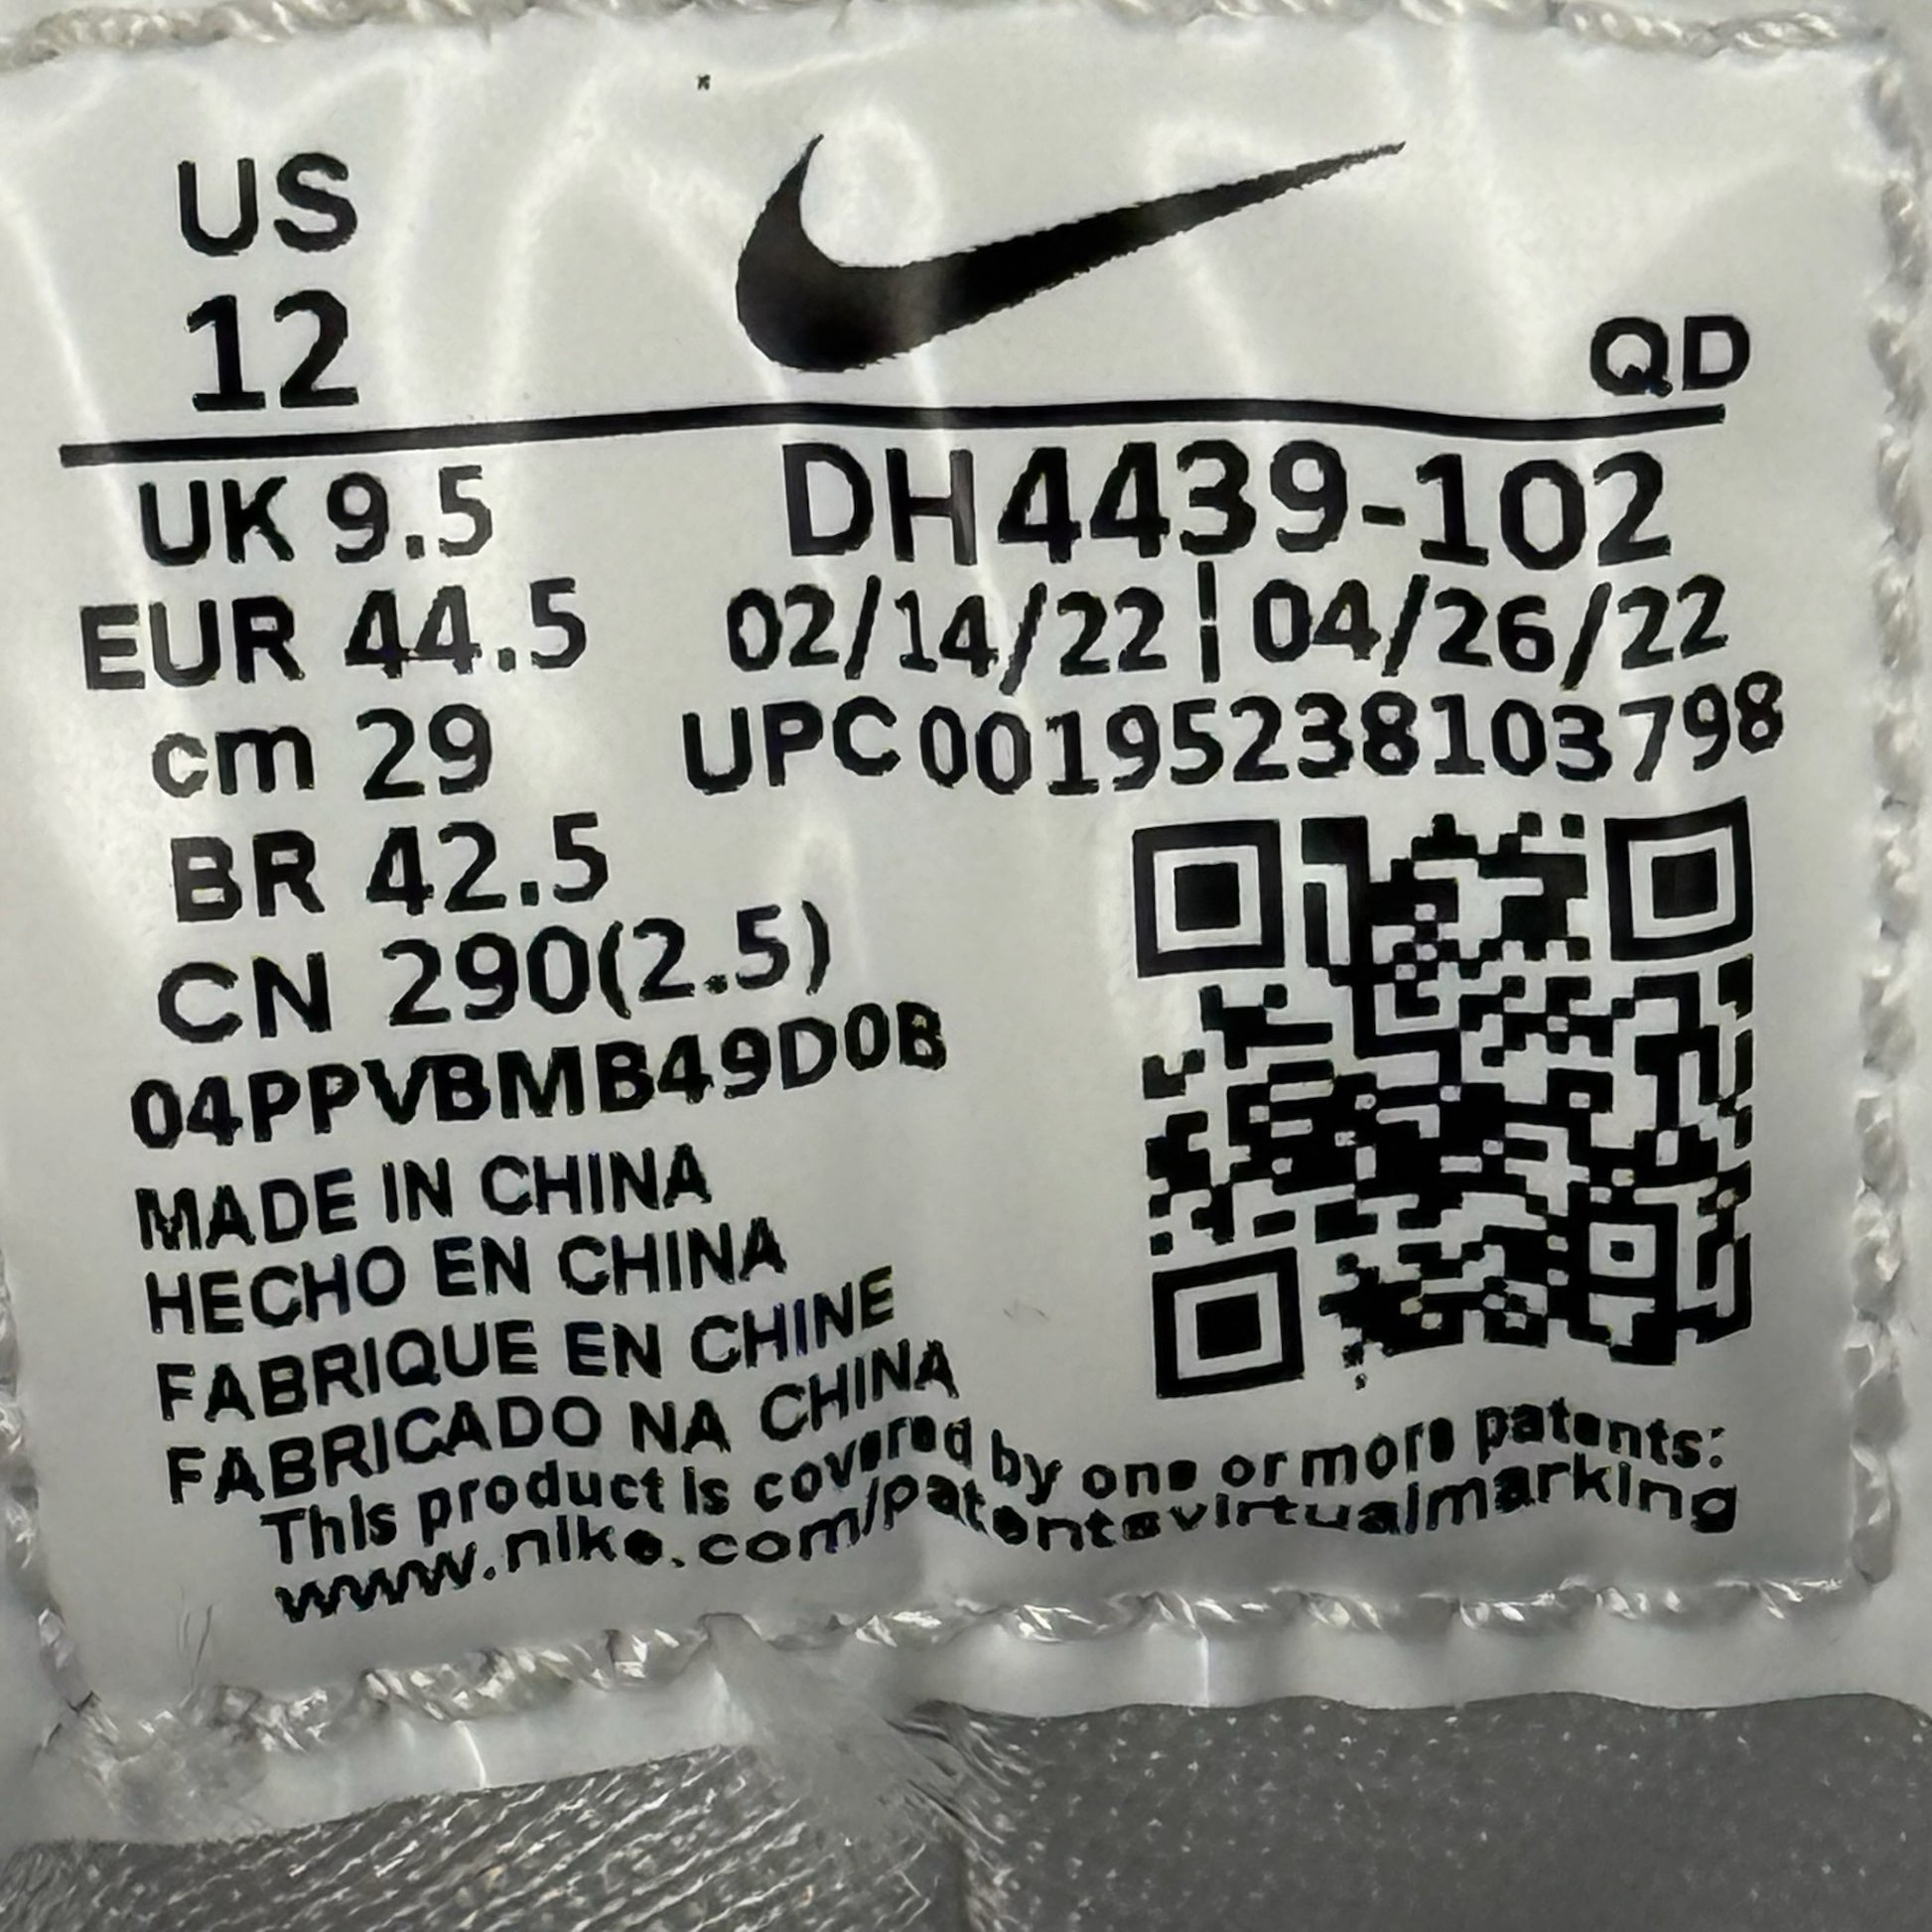 US
12
QD
UK 9.5
DH4439-102
EUR 44.5
02/14/22 | 04/26/22
cm 29
UPC00195238103798
BR 42.5
CN 290(2.5)
04PPVBMB49D0B
MADE IN CHINA
HECHO EN CHINA
FABRIQUE EN CHINE
FABRICADO NA CHINA
This product is covered by one or more patents:
www.nike.com/patentsvirtualmarking